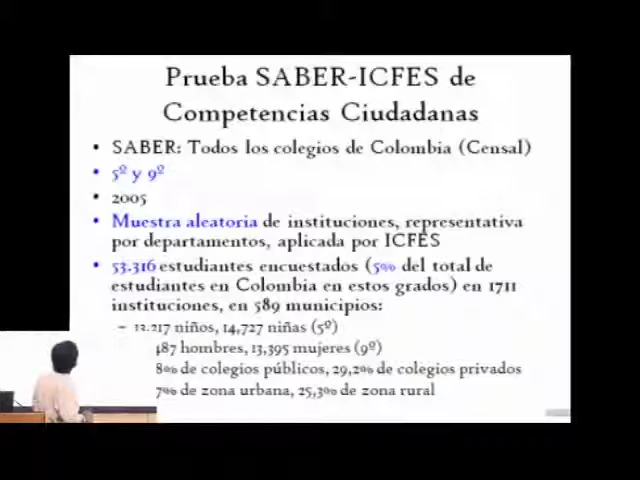 Prueba SABER-ICFES de
Competencias Ciudadanas
• SABER: Todos los colegios de Colombia (Censal)
• 5º y 9º
• 2005
• Muestra aleatoria de instituciones, representativa
por departamentos, aplicada por ICFES
• 53.316 estudiantes encuestados (5% del total de
estudiantes en Colombia en estos grados) en 1711
instituciones, en 589 municipios:
– 12.217 niños, 14,727 niñas (5º)
487 hombres, 13,395 mujeres (9º)
8% de colegios públicos, 29,2% de colegios privados
7% de zona urbana, 25,3% de zona rural